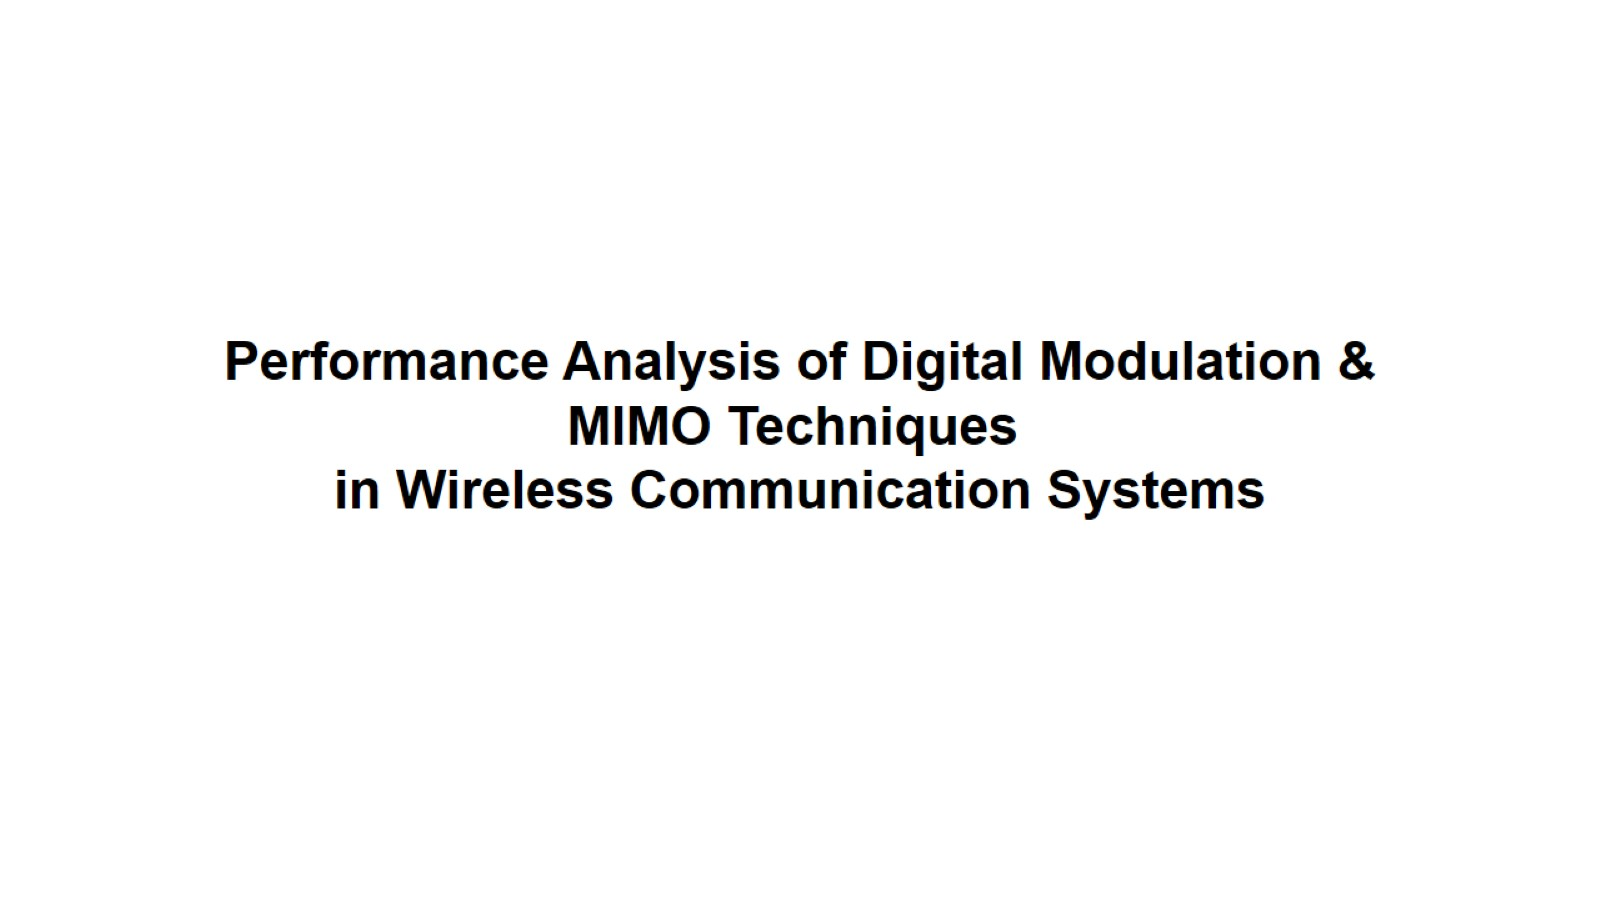 Performance Analysis of Digital Modulation &
MIMO Techniques
in Wireless Communication Systems